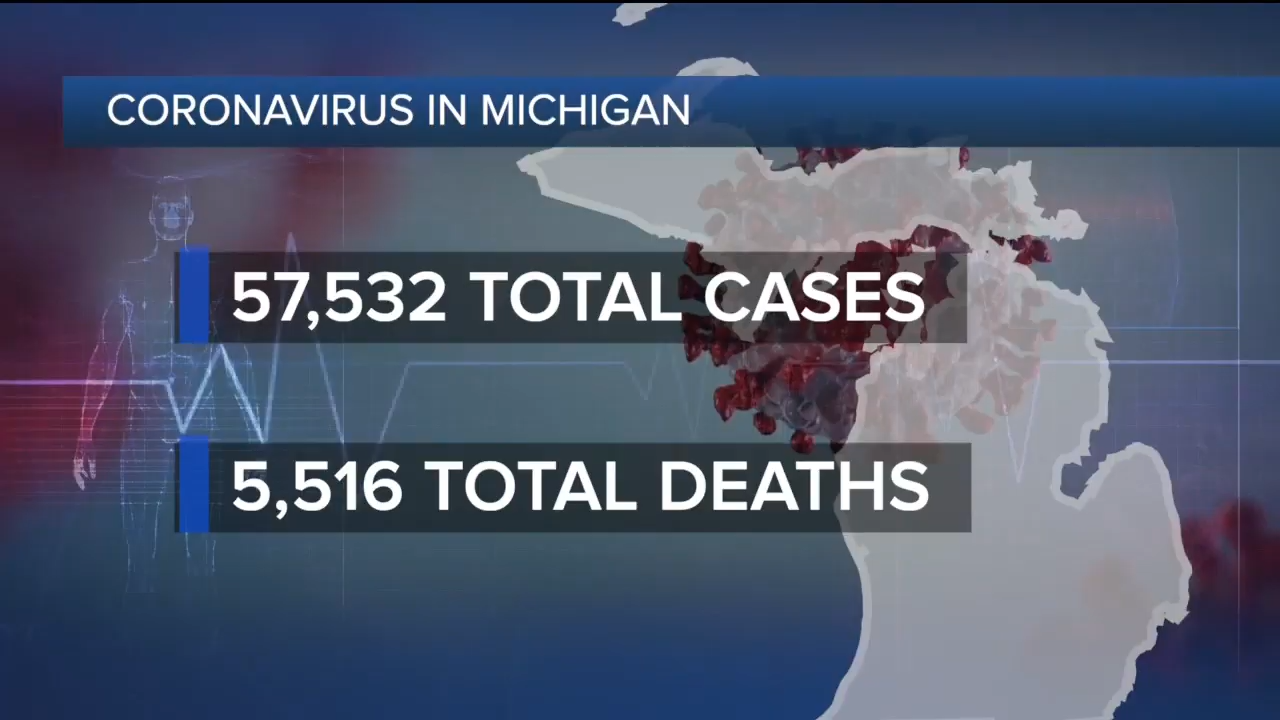 CORONAVIRUS IN MICHIGAN
57,532 TOTAL CASES
5,516 TOTAL DEATHS